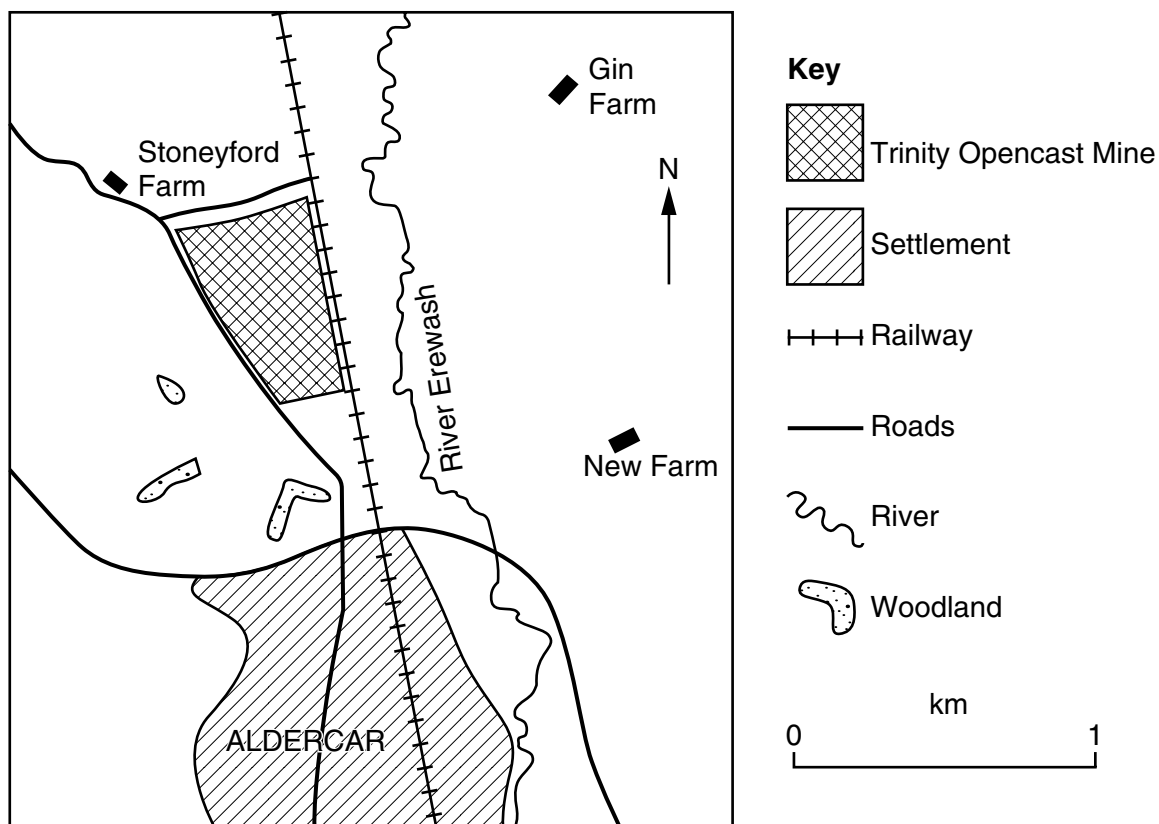 Gin
Farm
Stoneyford
Farm
N
River Erewash
New Farm
ALDERCAR
Key
Trinity Opencast Mine
Settlement
Railway
Roads
River
Woodland
km
0 1